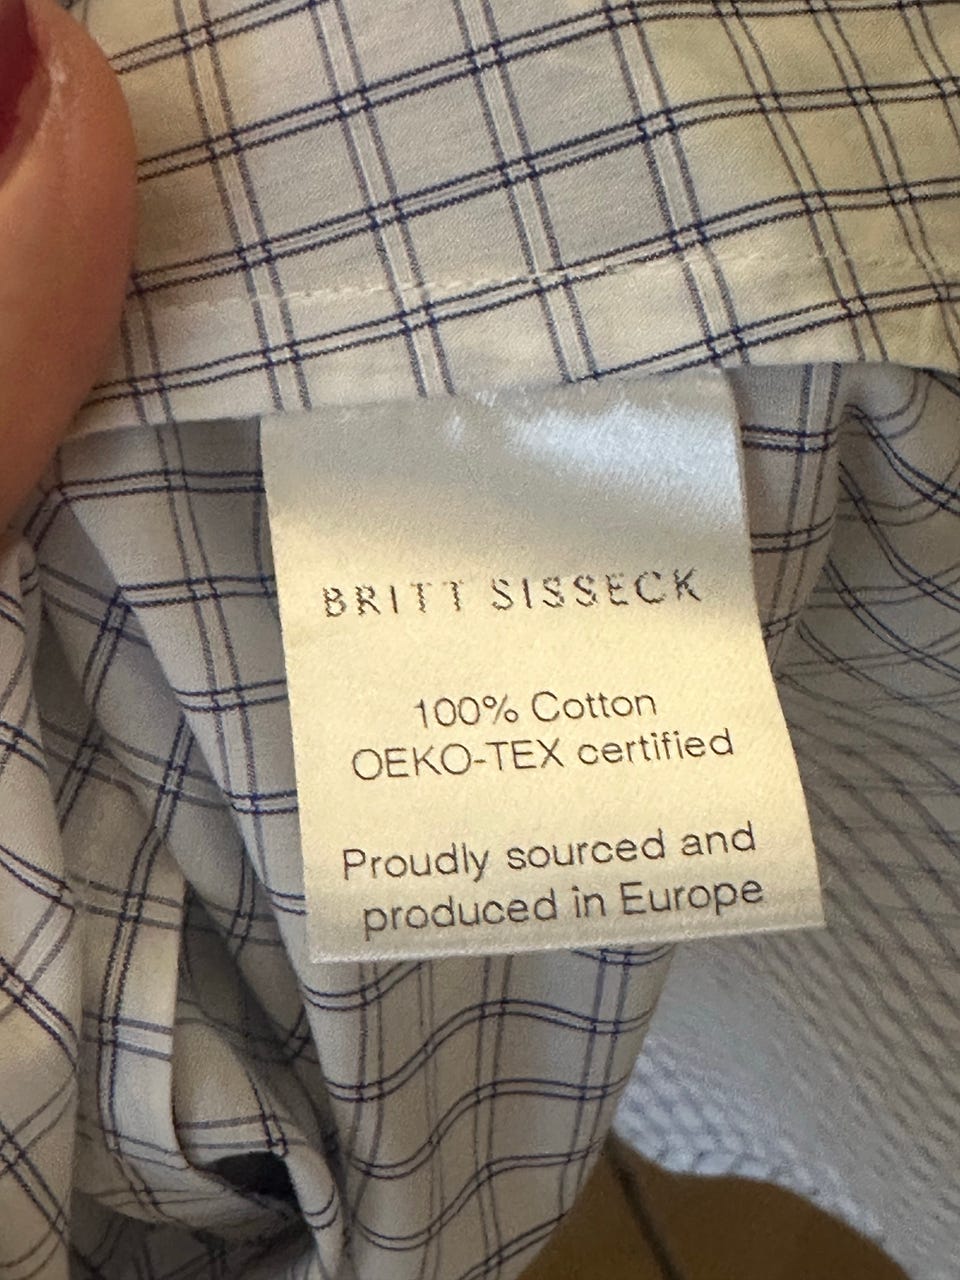 BRITT SISSECK
100% Cotton
OEKO-TEX certified
Proudly sourced and
produced in Europe